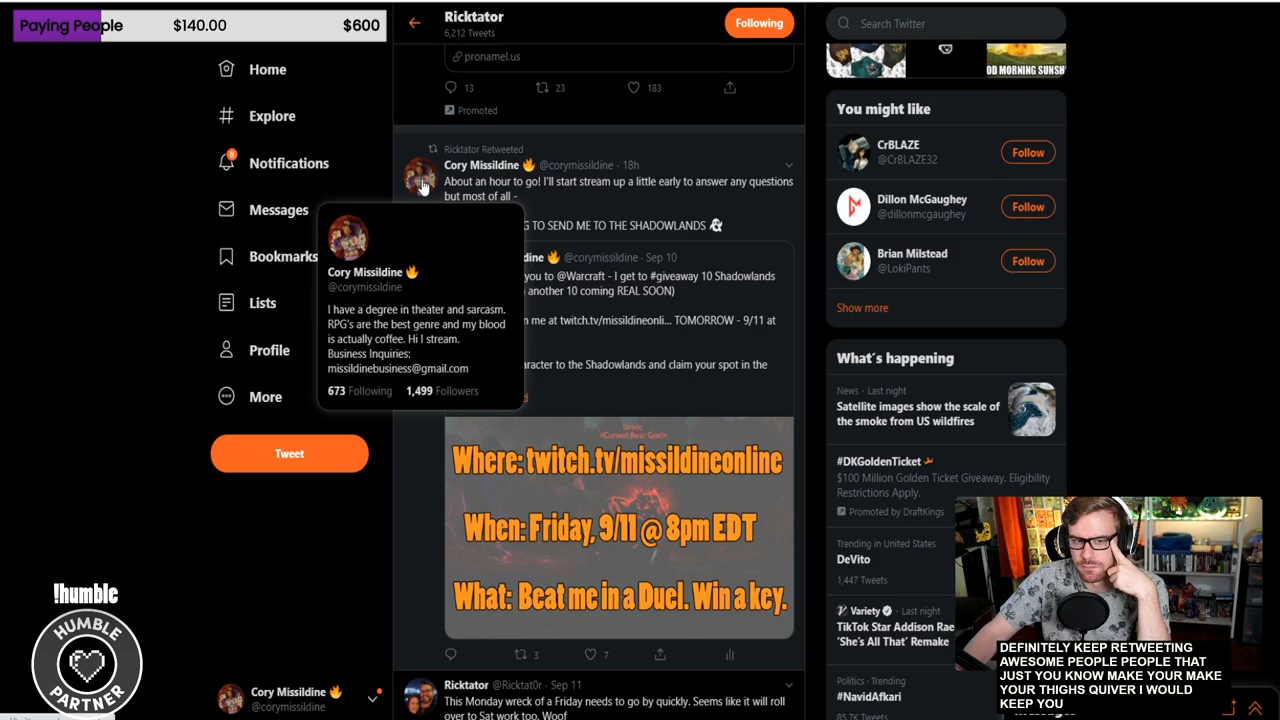 Paying People $140.00 $600
Home
Explore
8
Notifications
Messages
Bookmarks
Lists
Profile
More
Tweet
!humble
HUMBLE
PARTNER
Cory Missildine 🔥
@corymissildine
Ricktator
6,212 Tweets
Following
pronamel.us
13 23 183
Promoted
Ricktator Retweeted
Cory Missildine 🔥 @corymissildine · 18h
About an hour to go! I'll start stream up a little early to answer any questions
but most of all -
G TO SEND ME TO THE SHADOWLANDS 👻
dine 🔥 @corymissildine · Sep 10
you to @Warcraft - I get to #giveaway 10 Shadowlands
another 10 coming REAL SOON)
me at twitch.tv/missildineonli... TOMORROW - 9/11 at
aracter to the Shadowlands and claim your spot in the
Cory Missildine 🔥
@corymissildine
I have a degree in theater and sarcasm.
RPG's are the best genre and my blood
is actually coffee. Hi I stream.
Business Inquiries:
missildinebusiness@gmail.com
673 Following 1,499 Followers
<Cursed Bear God>
Where: twitch.tv/missildineonline
When: Friday, 9/11 @ 8pm EDT
What: Beat me in a Duel. Win a key.
3 7
Ricktator @Ricktat0r · Sep 11
This Monday wreck of a Friday needs to go by quickly. Seems like it will roll
over to Sat work too. Woof
Search Twitter
OD MORNING SUNSH
You might like
CrBLAZE
@CrBLAZE32
Follow
Dillon McGaughey
@dillonmcgaughey
Follow
Brian Milstead
@LokiPants
Follow
Show more
What's happening
News · Last night
Satellite images show the scale of
the smoke from US wildfires
#DKGoldenTicket
$100 Million Golden Ticket Giveaway. Eligibility
Restrictions Apply.
Promoted by DraftKings
Trending in United States
DeVito
1,447 Tweets
Variety · Last night
TikTok Star Addison Rae
'She's All That' Remake
Politics · Trending
#NavidAfkari
85.7K Tweets
DEFINITELY KEEP RETWEETING
AWESOME PEOPLE PEOPLE THAT
JUST YOU KNOW MAKE YOUR MAKE
YOUR THIGHS QUIVER I WOULD
KEEP YOU